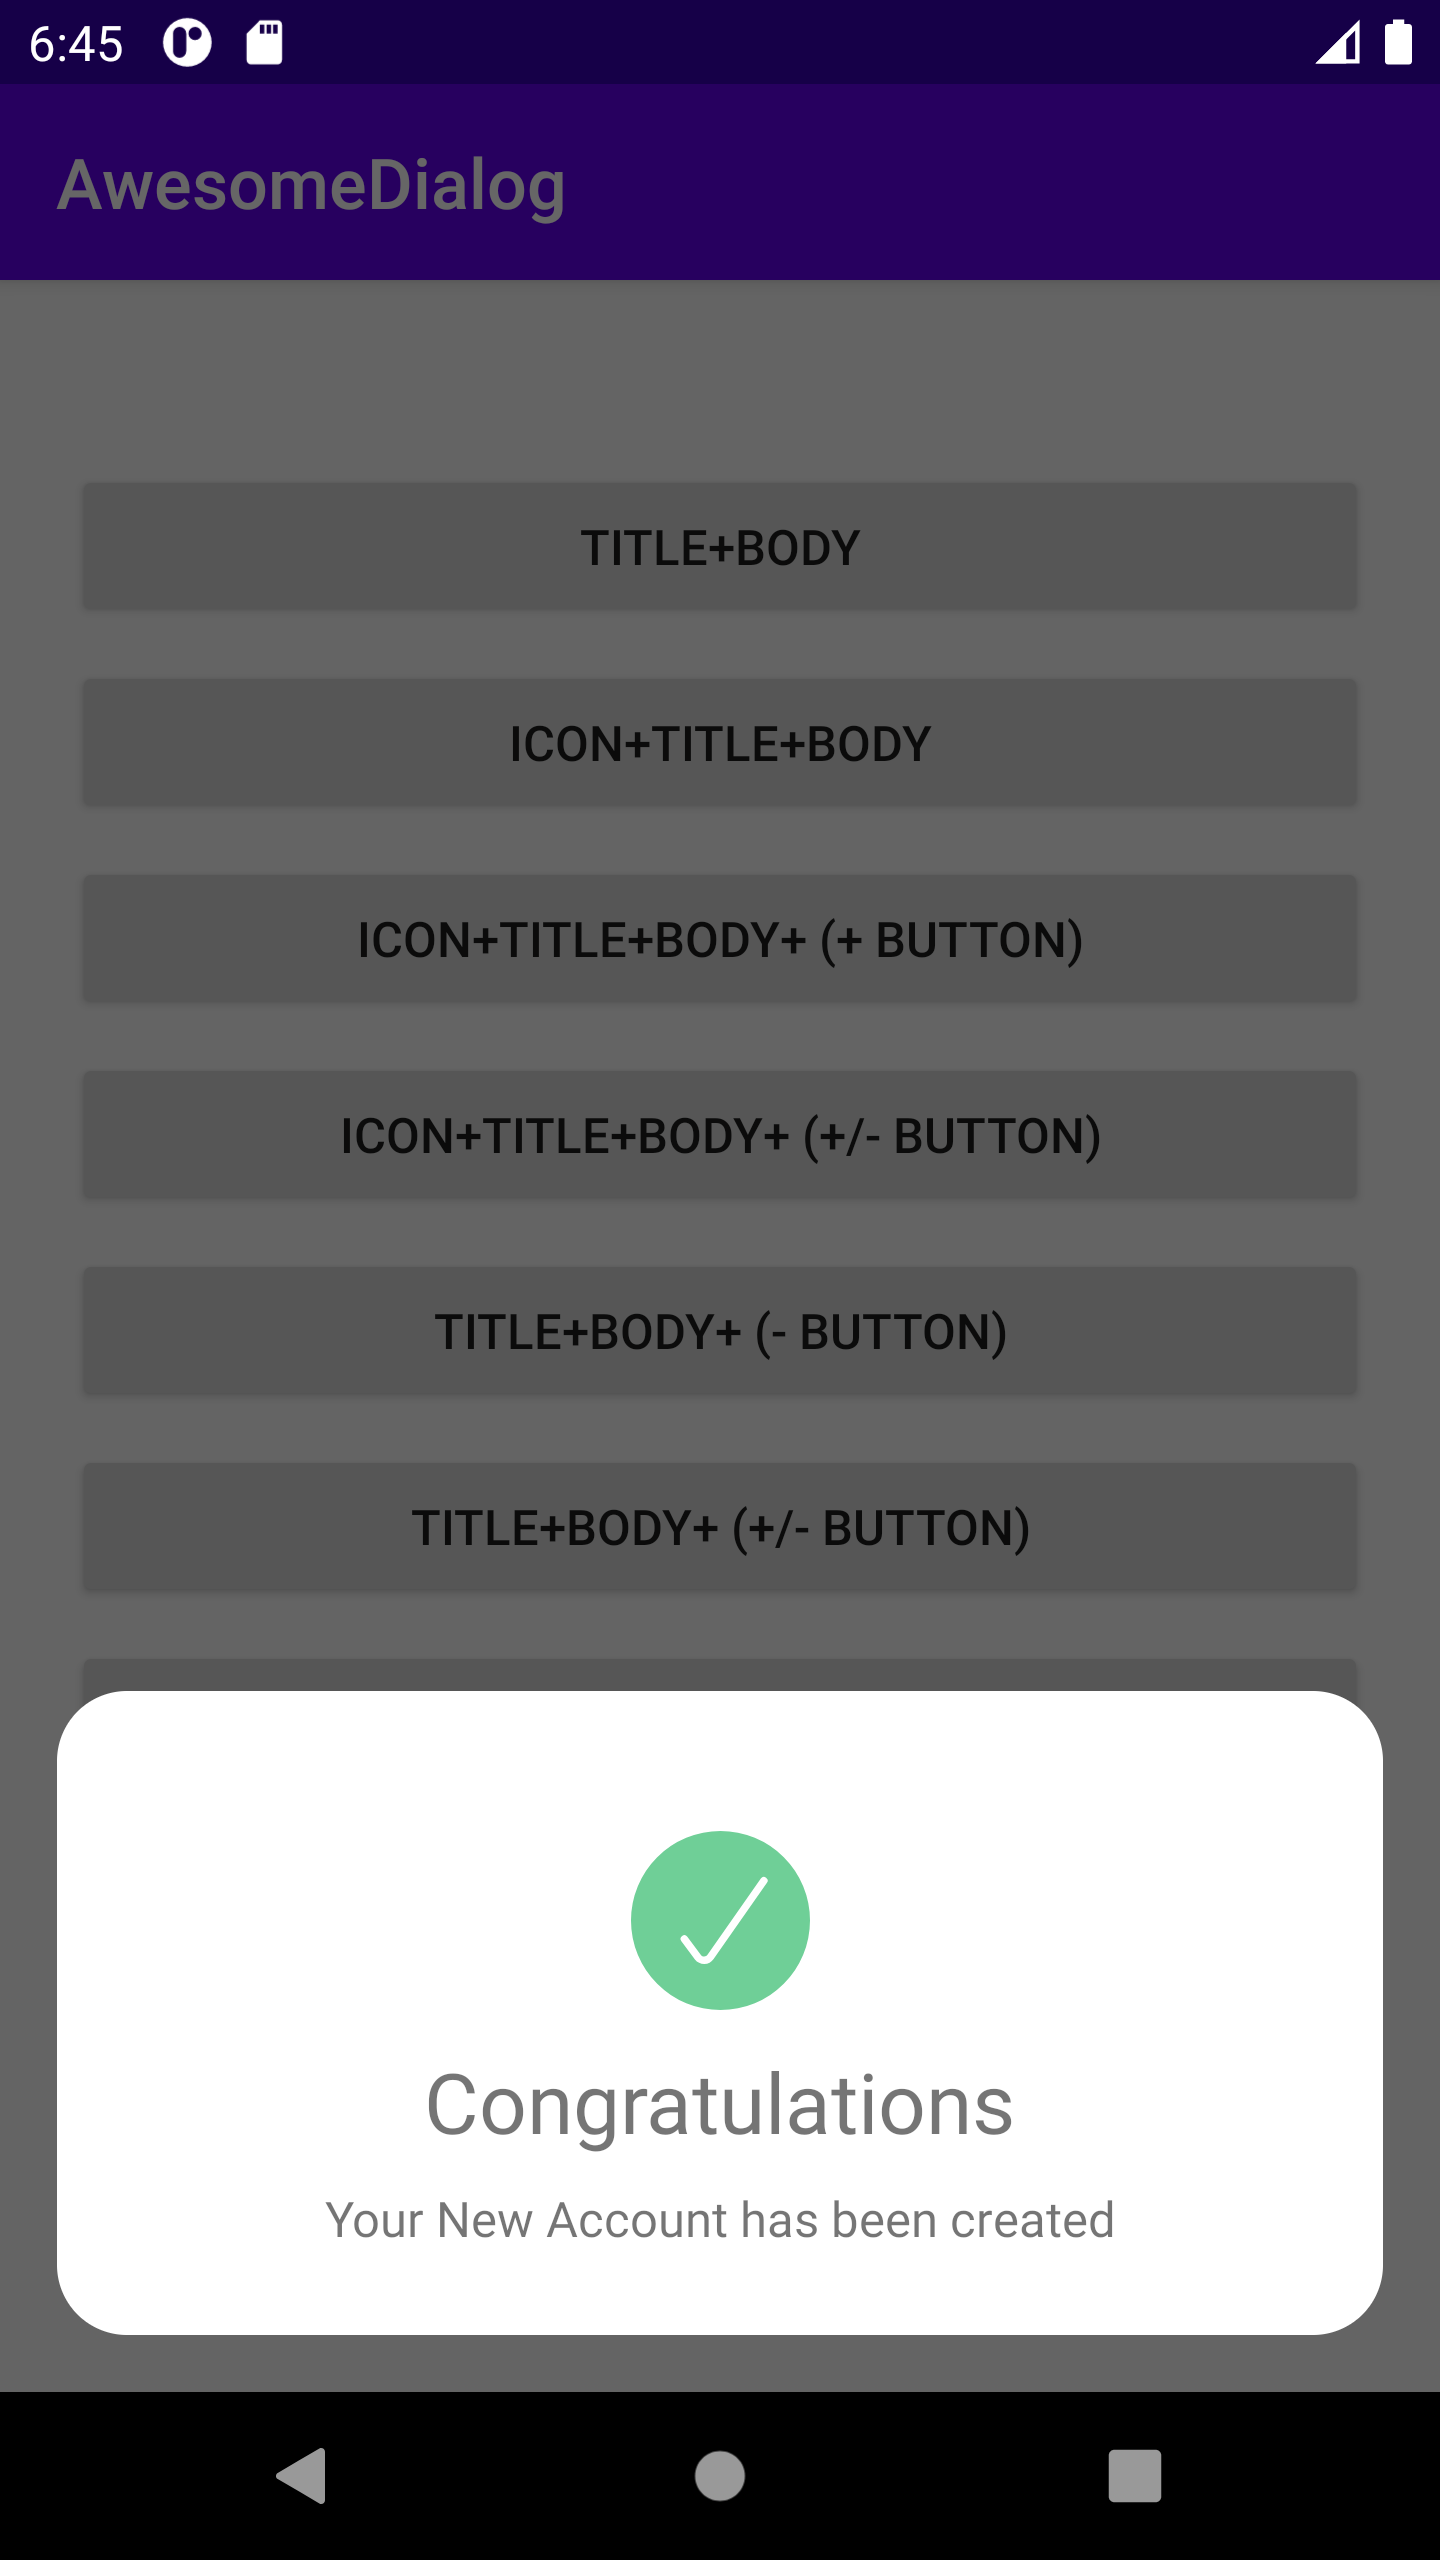 6:45
AwesomeDialog
TITLE+BODY
ICON+TITLE+BODY
ICON+TITLE+BODY+ (+ BUTTON)
ICON+TITLE+BODY+ (+/- BUTTON)
TITLE+BODY+ (- BUTTON)
TITLE+BODY+ (+/- BUTTON)
Congratulations
Your New Account has been created